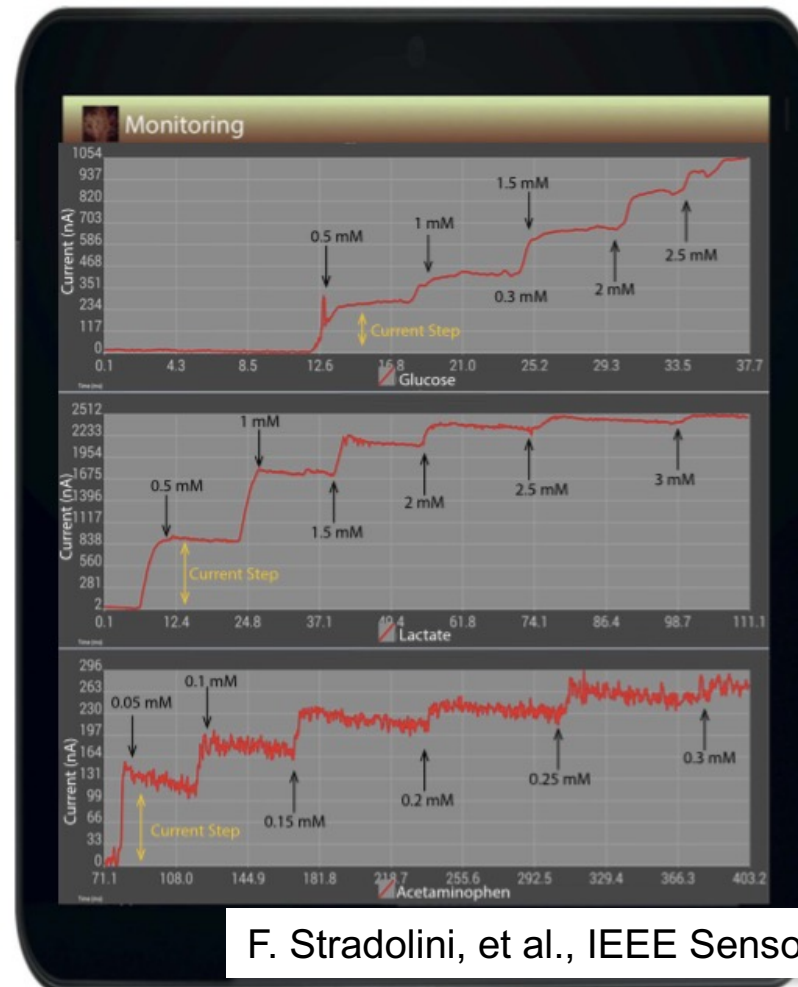 Monitoring
Current (nA)
1054
937
820
703
586
468
351
234
117
0
0.5 mM
1 mM
1.5 mM
0.3 mM
2 mM
2.5 mM
Current Step
0.1 4.3 8.5 12.6 16.8 21.0 25.2 29.3 33.5 37.7
Time (ms)
Glucose
Current (nA)
2512
2233
1954
1675
1396
1117
838
560
281
2
0.5 mM
1 mM
1.5 mM
2 mM
2.5 mM
3 mM
Current Step
0.1 12.4 24.8 37.1 49.4 61.8 74.1 86.4 98.7 111.1
Time (ms)
Lactate
Current (nA)
296
263
230
197
164
131
99
66
33
0
0.05 mM
0.1 mM
0.15 mM
0.2 mM
0.25 mM
0.3 mM
Current Step
71.1 108.0 144.9 181.8 218.7 255.6 292.5 329.4 366.3 403.2
Time (ms)
Acetaminophen
F. Stradolini, et al., IEEE Senso